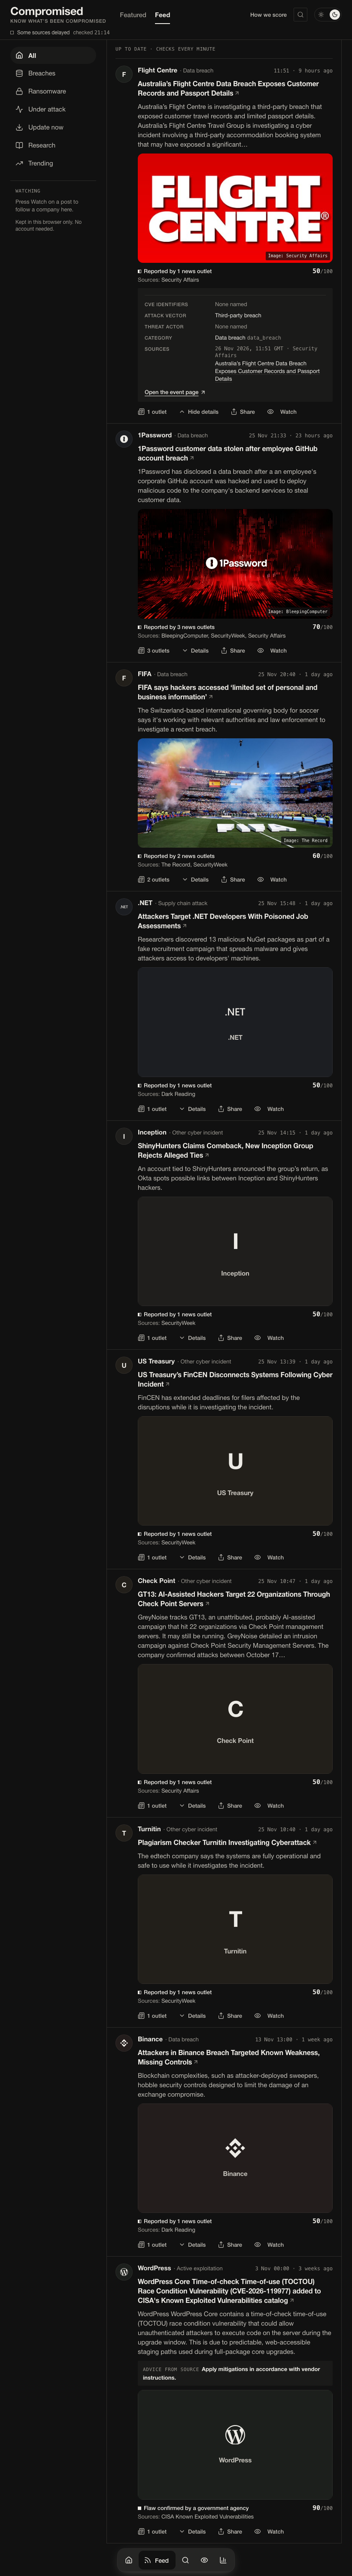 Compromised
KNOW WHAT'S BEEN COMPROMISED
Featured
Feed
How we score
Some sources delayed checked 21:14
All
Breaches
Ransomware
Under attack
Update now
Research
Trending
WATCHING
Press Watch on a post to
follow a company here.
Kept in this browser only. No
account needed.
UP TO DATE · CHECKS EVERY MINUTE
F
Flight Centre · Data breach
11:51 · 9 hours ago
Australia's Flight Centre Data Breach Exposes Customer
Records and Passport Details
Australia's Flight Centre is investigating a third-party breach that
exposed customer travel records and limited passport details.
Australia's Flight Centre Travel Group is investigating a cyber
incident involving a third-party accommodation booking system
that may have exposed a significant…
FLIGHT
CENTRE®
Image: Security Affairs
Reported by 1 news outlet
50/100
Sources: Security Affairs
CVE IDENTIFIERS
None named
ATTACK VECTOR
Third-party breach
THREAT ACTOR
None named
CATEGORY
Data breach data_breach
SOURCES
26 Nov 2026, 11:51 GMT · Security
Affairs
Australia's Flight Centre Data Breach
Exposes Customer Records and Passport
Details
Open the event page
1 outlet
Hide details
Share
Watch
1Password · Data breach
25 Nov 21:33 · 23 hours ago
1Password customer data stolen after employee GitHub
account breach
1Password has disclosed a data breach after a an employee's
corporate GitHub account was hacked and used to deploy
malicious code to the company's backend services to steal
customer data.
1Password
Image: BleepingComputer
Reported by 3 news outlets
70/100
Sources: BleepingComputer, SecurityWeek, Security Affairs
3 outlets
Details
Share
Watch
F
FIFA · Data breach
25 Nov 20:40 · 1 day ago
FIFA says hackers accessed 'limited set of personal and
business information'
The Switzerland-based international governing body for soccer
says it's working with relevant authorities and law enforcement to
investigate a recent breach.
Image: The Record
Reported by 2 news outlets
60/100
Sources: The Record, SecurityWeek
2 outlets
Details
Share
Watch
.NET
.NET · Supply chain attack
25 Nov 15:48 · 1 day ago
Attackers Target .NET Developers With Poisoned Job
Assessments
Researchers discovered 13 malicious NuGet packages as part of a
fake recruitment campaign that spreads malware and gives
attackers access to developers' machines.
.NET
.NET
Reported by 1 news outlet
50/100
Sources: Dark Reading
1 outlet
Details
Share
Watch
I
Inception · Other cyber incident
25 Nov 14:15 · 1 day ago
ShinyHunters Claims Comeback, New Inception Group
Rejects Alleged Ties
An account tied to ShinyHunters announced the group's return, as
Okta spots possible links between Inception and ShinyHunters
hackers.
I
Inception
Reported by 1 news outlet
50/100
Sources: SecurityWeek
1 outlet
Details
Share
Watch
U
US Treasury · Other cyber incident
25 Nov 13:39 · 1 day ago
US Treasury's FinCEN Disconnects Systems Following Cyber
Incident
FinCEN has extended deadlines for filers affected by the
disruptions while it is investigating the incident.
U
US Treasury
Reported by 1 news outlet
50/100
Sources: SecurityWeek
1 outlet
Details
Share
Watch
C
Check Point · Other cyber incident
25 Nov 10:47 · 1 day ago
GT13: AI-Assisted Hackers Target 22 Organizations Through
Check Point Servers
GreyNoise tracks GT13, an unattributed, probably AI-assisted
campaign that hit 22 organizations via Check Point management
servers. It may still be running. GreyNoise detailed an intrusion
campaign against Check Point Security Management Servers. The
company confirmed attacks between October 17…
C
Check Point
Reported by 1 news outlet
50/100
Sources: Security Affairs
1 outlet
Details
Share
Watch
T
Turnitin · Other cyber incident
25 Nov 10:40 · 1 day ago
Plagiarism Checker Turnitin Investigating Cyberattack
The edtech company says the systems are fully operational and
safe to use while it investigates the incident.
T
Turnitin
Reported by 1 news outlet
50/100
Sources: SecurityWeek
1 outlet
Details
Share
Watch
Binance · Data breach
13 Nov 13:00 · 1 week ago
Attackers in Binance Breach Targeted Known Weakness,
Missing Controls
Blockchain complexities, such as attacker-deployed sweepers,
hobble security controls designed to limit the damage of an
exchange compromise.
Binance
Reported by 1 news outlet
50/100
Sources: Dark Reading
1 outlet
Details
Share
Watch
WordPress · Active exploitation
3 Nov 00:00 · 3 weeks ago
WordPress Core Time-of-check Time-of-use (TOCTOU)
Race Condition Vulnerability (CVE-2026-119977) added to
CISA's Known Exploited Vulnerabilities catalog
WordPress WordPress Core contains a time-of-check time-of-use
(TOCTOU) race condition vulnerability that could allow
unauthenticated attackers to execute code on the server during the
upgrade window. This is due to predictable, web-accessible
staging paths used during full-package core upgrades.
ADVICE FROM SOURCE Apply mitigations in accordance with vendor
instructions.
WordPress
Flaw confirmed by a government agency
90/100
Sources: CISA Known Exploited Vulnerabilities
1 outlet
Details
Share
Watch
Feed